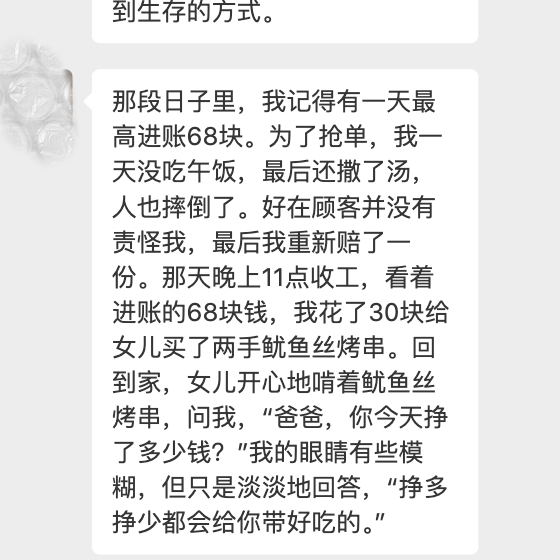 到生存的方式。
那段日子里，我记得有一天最
高进账68块。为了抢单，我一
天没吃午饭，最后还撒了汤，
人也摔倒了。好在顾客并没有
责怪我，最后我重新赔了一
份。那天晚上11点收工，看着
进账的68块钱，我花了30块给
女儿买了两手鱿鱼丝烤串。回
到家，女儿开心地啃着鱿鱼丝
烤串，问我，“爸爸，你今天挣
了多少钱？”我的眼睛有些模
糊，但只是淡淡地回答，“挣多
挣少都会给你带好吃的。”